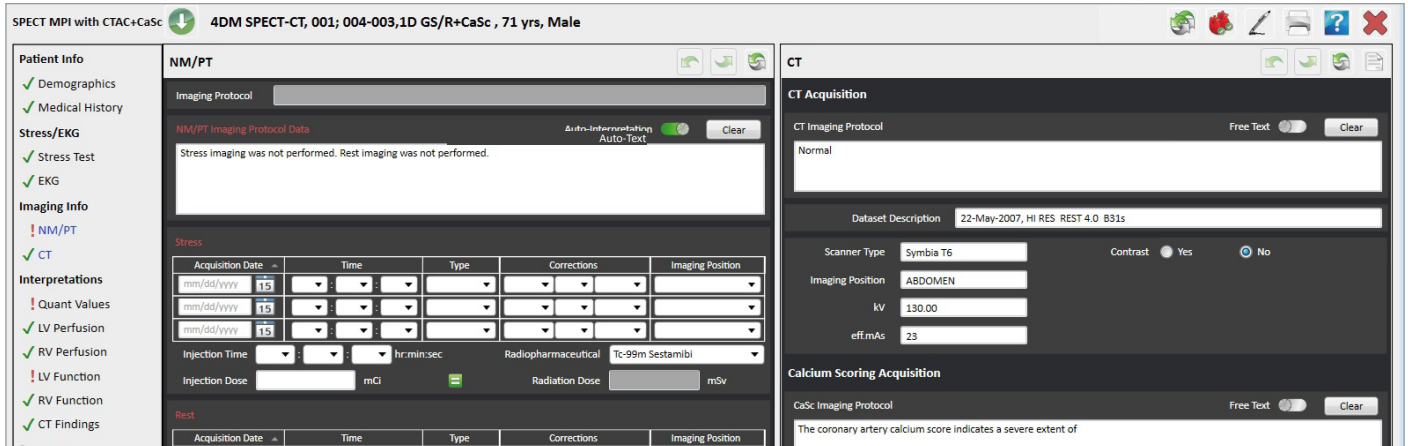 SPECT MPI with CTAC+CaSc 4DM SPECT-CT, 001; 004-003,1D GS/R+CaSc , 71 yrs, Male
Patient Info
Demographics
Medical History
Stress/EKG
Stress Test
EKG
Imaging Info
NM/PT
CT
Interpretations
Quant Values
LV Perfusion
RV Perfusion
LV Function
RV Function
CT Findings
NM/PT
Imaging Protocol
NM/PT Imaging Protocol Data Auto-Interpretation Clear
Auto-Text
Stress imaging was not performed. Rest imaging was not performed.
Stress
Acquisition Date Time Type Corrections Imaging Position
mm/dd/yyyy 15 : :
mm/dd/yyyy 15 : :
mm/dd/yyyy 15 : :
Injection Time : : hr:min:sec Radiopharmaceutical Tc-99m Sestamibi
Injection Dose mCi = Radiation Dose mSv
Rest
Acquisition Date Time Type Corrections Imaging Position
CT
CT Acquisition
CT Imaging Protocol Free Text Clear
Normal
Dataset Description 22-May-2007, HI RES REST 4.0 B31s
Scanner Type Symbia T6 Contrast Yes No
Imaging Position ABDOMEN
kV 130.00
eff.mAs 23
Calcium Scoring Acquisition
CaSc Imaging Protocol Free Text Clear
The coronary artery calcium score indicates a severe extent of